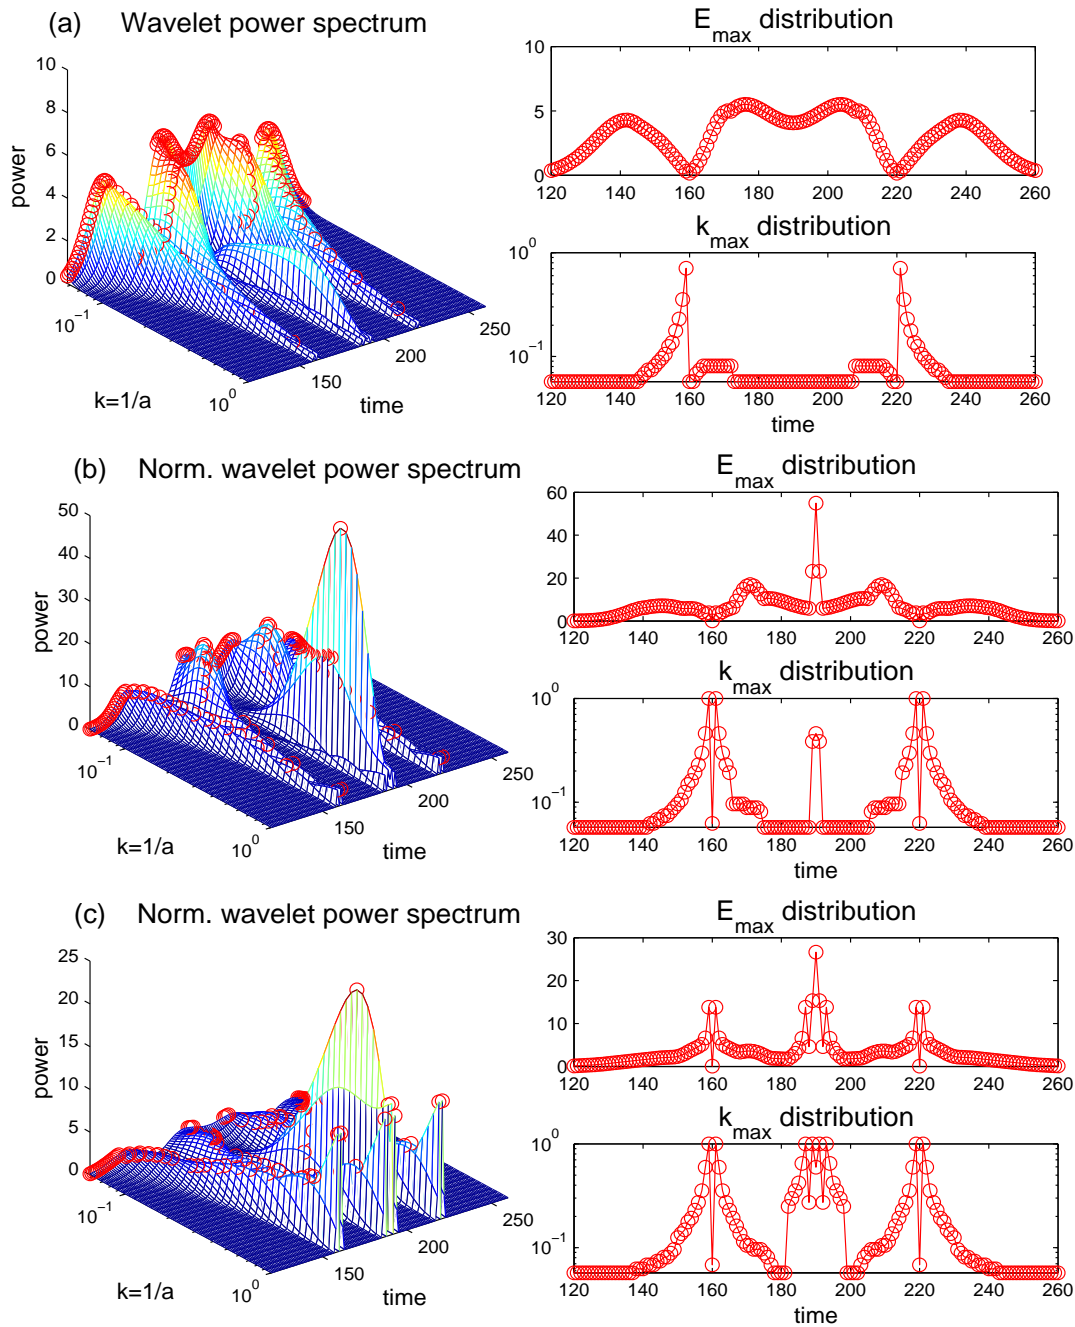 (a) Wavelet power spectrum
10
8
6
4
2
0
power
10⁻¹
10⁰
k=1/a
150
200
250
time
E_max distribution
10
5
0
120 140 160 180 200 220 240 260
k_max distribution
10⁰
10⁻¹
120 140 160 180 200 220 240 260
time
(b) Norm. wavelet power spectrum
50
40
30
20
10
0
power
10⁻¹
10⁰
k=1/a
150
200
250
time
E_max distribution
60
40
20
0
120 140 160 180 200 220 240 260
k_max distribution
10⁰
10⁻¹
120 140 160 180 200 220 240 260
time
(c) Norm. wavelet power spectrum
25
20
15
10
5
0
power
10⁻¹
10⁰
k=1/a
150
200
250
time
E_max distribution
30
20
10
0
120 140 160 180 200 220 240 260
k_max distribution
10⁰
10⁻¹
120 140 160 180 200 220 240 260
time